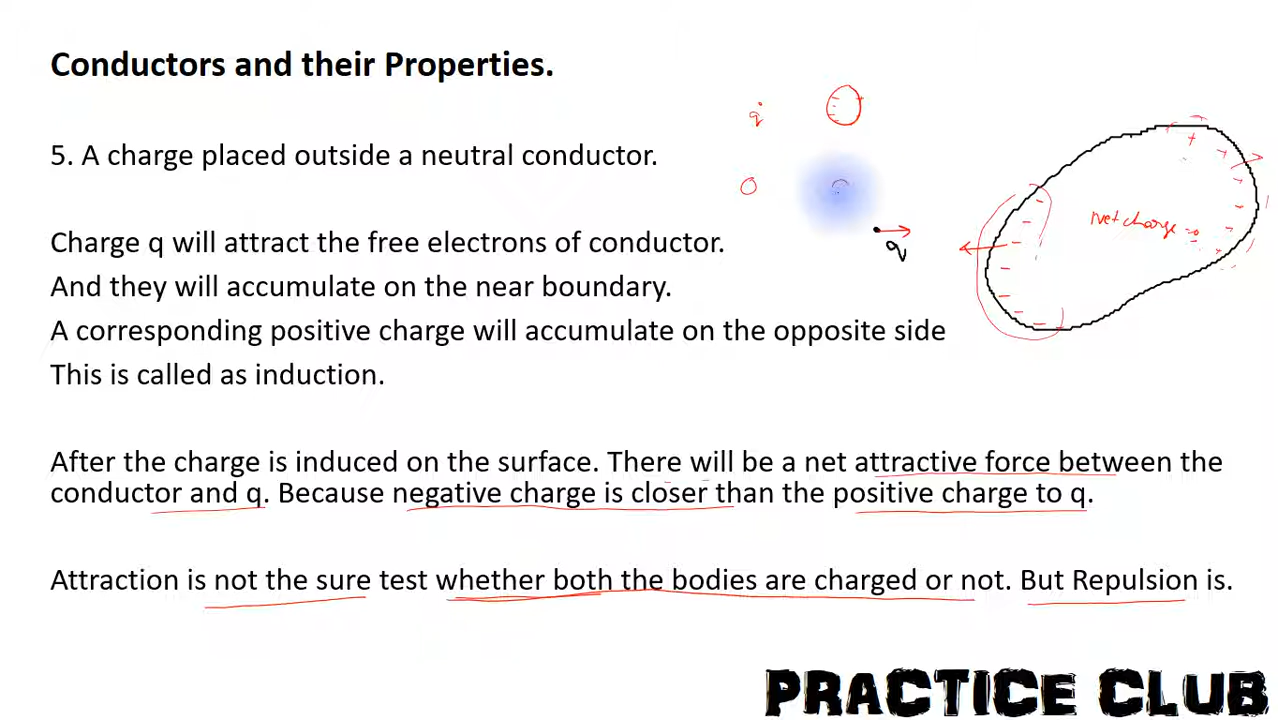 Conductors and their Properties.
q
5. A charge placed outside a neutral conductor.
net charge = 0
Charge q will attract the free electrons of conductor.
q
And they will accumulate on the near boundary.
A corresponding positive charge will accumulate on the opposite side
This is called as induction.
After the charge is induced on the surface. There will be a net attractive force between the
conductor and q. Because negative charge is closer than the positive charge to q.
Attraction is not the sure test whether both the bodies are charged or not. But Repulsion is.
PRACTICE CLUB